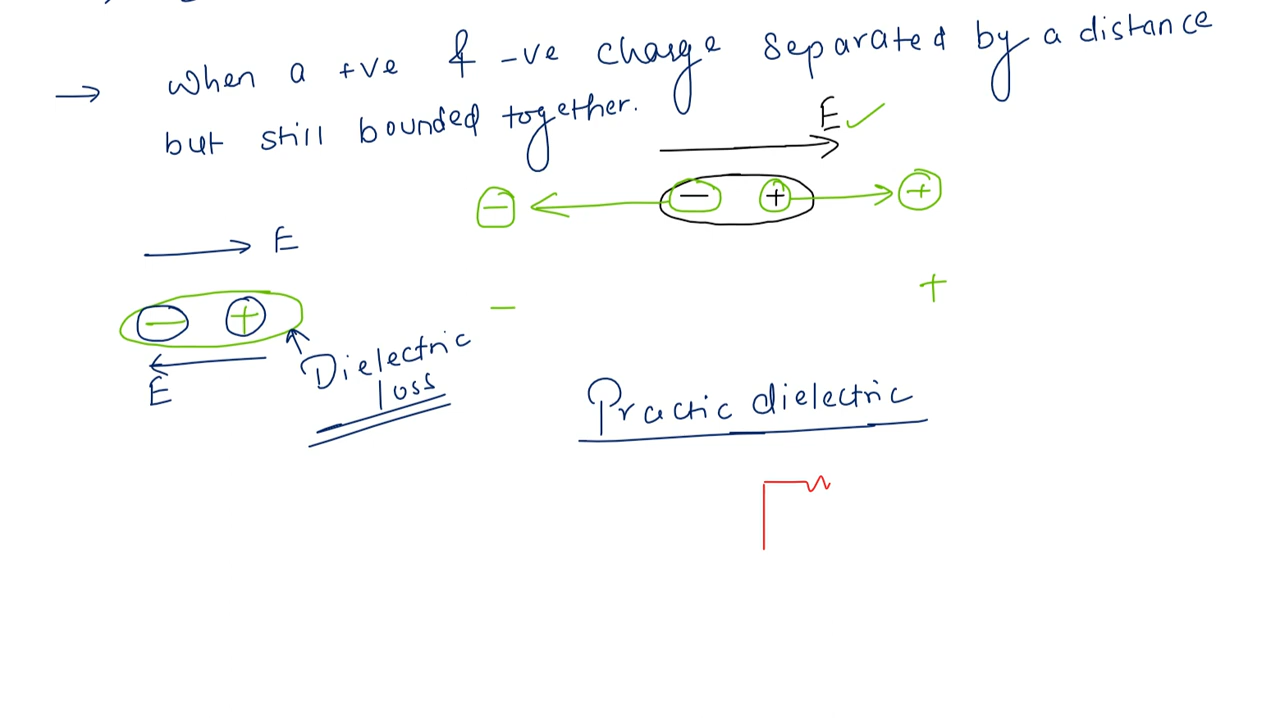 → When a +ve & -ve charge separated by a distance
but still bounded together.
E ✓
− ← − + → +
→ E
− +
− +
E
Dielectric
loss
Practic dielectric